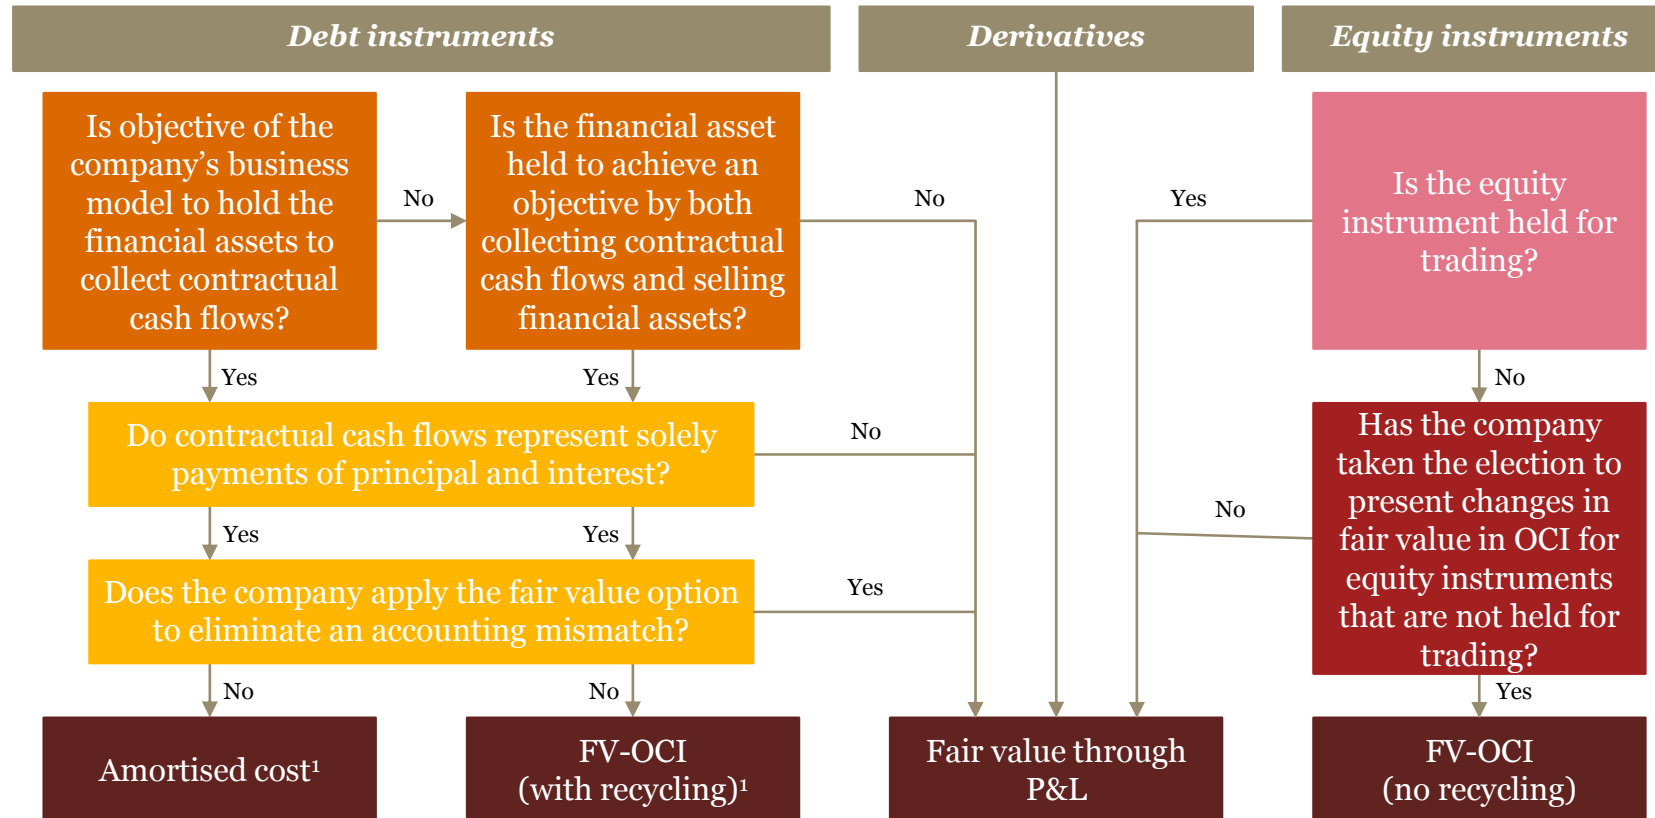 Debt instruments
Derivatives
Equity instruments
Is objective of the
company’s business
model to hold the
financial assets to
collect contractual
cash flows?
No
Is the financial asset
held to achieve an
objective by both
collecting contractual
cash flows and selling
financial assets?
No
Yes
Is the equity
instrument held for
trading?
Yes
Yes
No
Do contractual cash flows represent solely
payments of principal and interest?
No
Has the company
taken the election to
present changes in
fair value in OCI for
equity instruments
that are not held for
trading?
No
Yes
Yes
Does the company apply the fair value option
to eliminate an accounting mismatch?
Yes
No
No
Yes
Amortised cost¹
FV-OCI
(with recycling)¹
Fair value through
P&L
FV-OCI
(no recycling)